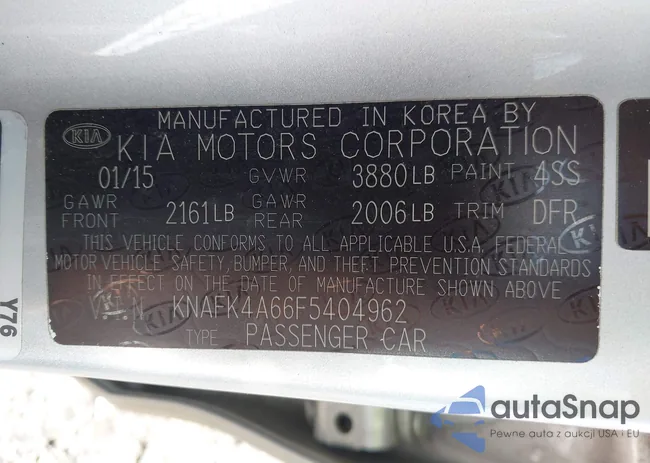 MANUFACTURED IN KOREA BY
KIA KIA MOTORS CORPORATION
01/15 GVWR 3880LB PAINT 4SS
GAWR FRONT 2161LB GAWR REAR 2006LB TRIM DFR
THIS VEHICLE CONFORMS TO ALL APPLICABLE U.S.A. FEDERAL
MOTOR VEHICLE SAFETY, BUMPER, AND THEFT PREVENTION STANDARDS
IN EFFECT ON THE DATE OF MANUFACTURE SHOWN ABOVE
V.I.N. KNAFK4A66F5404962
TYPE PASSENGER CAR
Y76
autaSnap
Pewne auta z aukcji USA i EU